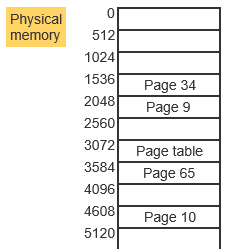 Physical
memory
0
512
1024
1536
Page 34
2048
Page 9
2560
3072
Page table
3584
Page 65
4096
4608
Page 10
5120